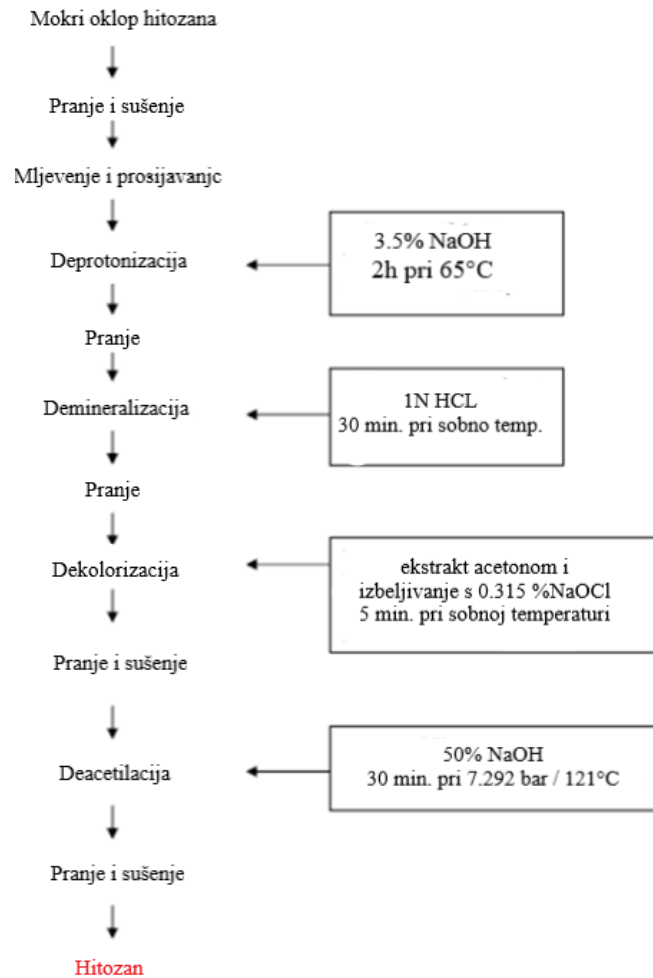 Mokri oklop hitozana
Pranje i sušenje
Mljevenje i prosijavanjc
Deprotonizacija
3.5% NaOH
2h pri 65°C
Pranje
Demineralizacija
1N HCL
30 min. pri sobno temp.
Pranje
Dekolorizacija
ekstrakt acetonom i
izbeljivanje s 0.315 %NaOCl
5 min. pri sobnoj temperaturi
Pranje i sušenje
Deacetilacija
50% NaOH
30 min. pri 7.292 bar / 121°C
Pranje i sušenje
Hitozan